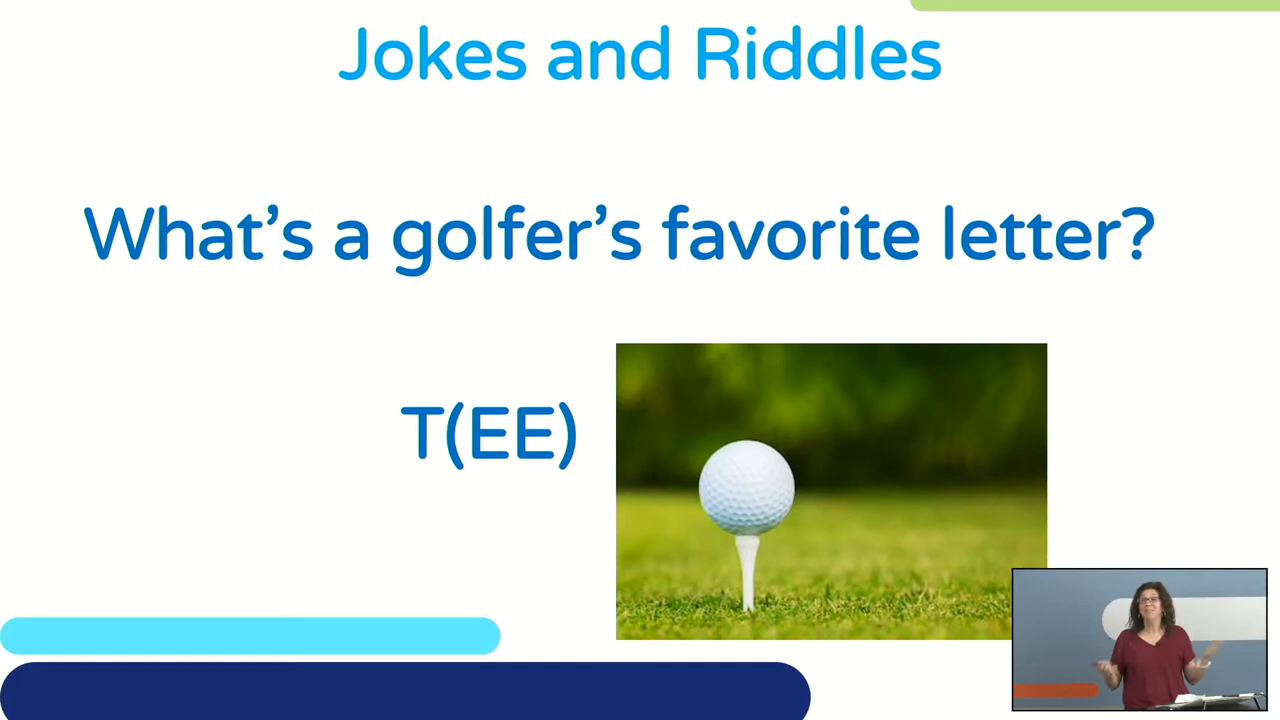 Jokes and Riddles
What’s a golfer’s favorite letter?
T(EE)